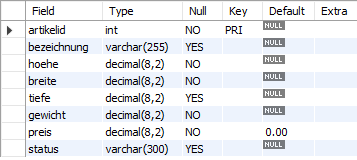 Field Type Null Key Default Extra
artikelid int NO PRI NULL
bezeichnung varchar(255) YES NULL
hoehe decimal(8,2) NO NULL
breite decimal(8,2) NO NULL
tiefe decimal(8,2) YES NULL
gewicht decimal(8,2) NO NULL
preis decimal(8,2) NO 0.00
status varchar(300) YES NULL